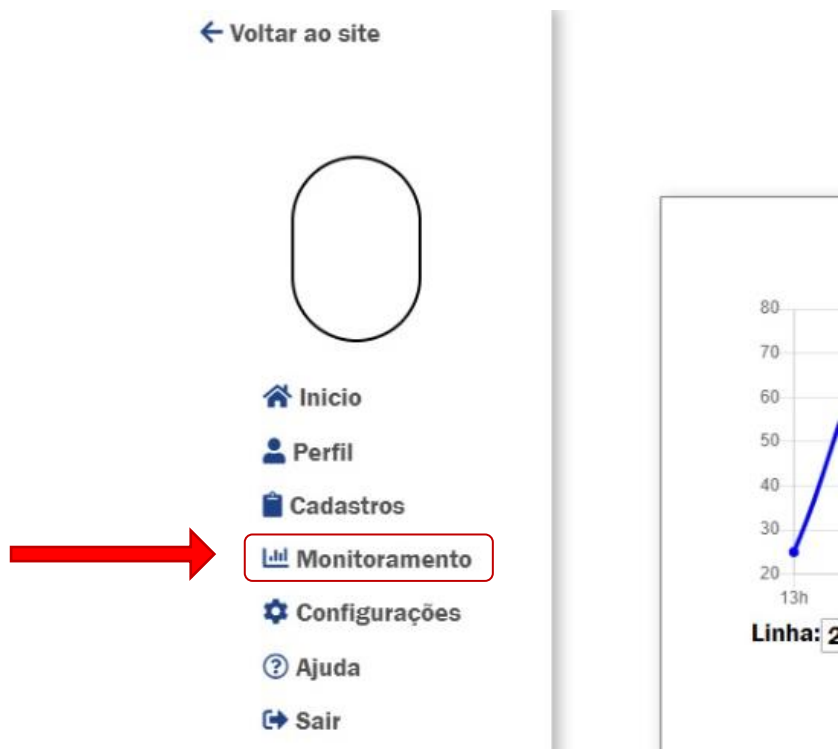 Voltar ao site
Inicio
Perfil
Cadastros
Monitoramento
Configurações
Ajuda
Sair
80
70
60
50
40
30
20
13h
Linha: 2